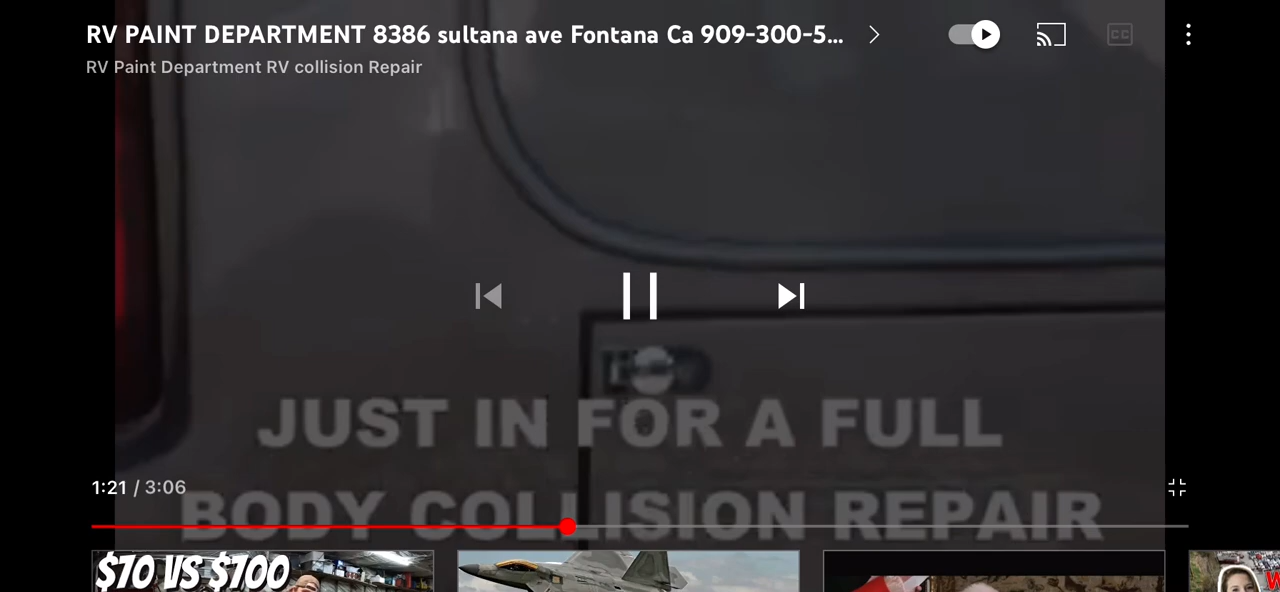 RV PAINT DEPARTMENT 8386 sultana ave Fontana Ca 909-300-5...
RV Paint Department RV collision Repair
CC
JUST IN FOR A FULL
1:21 / 3:06
BODY COLLISION REPAIR
$70 VS $700